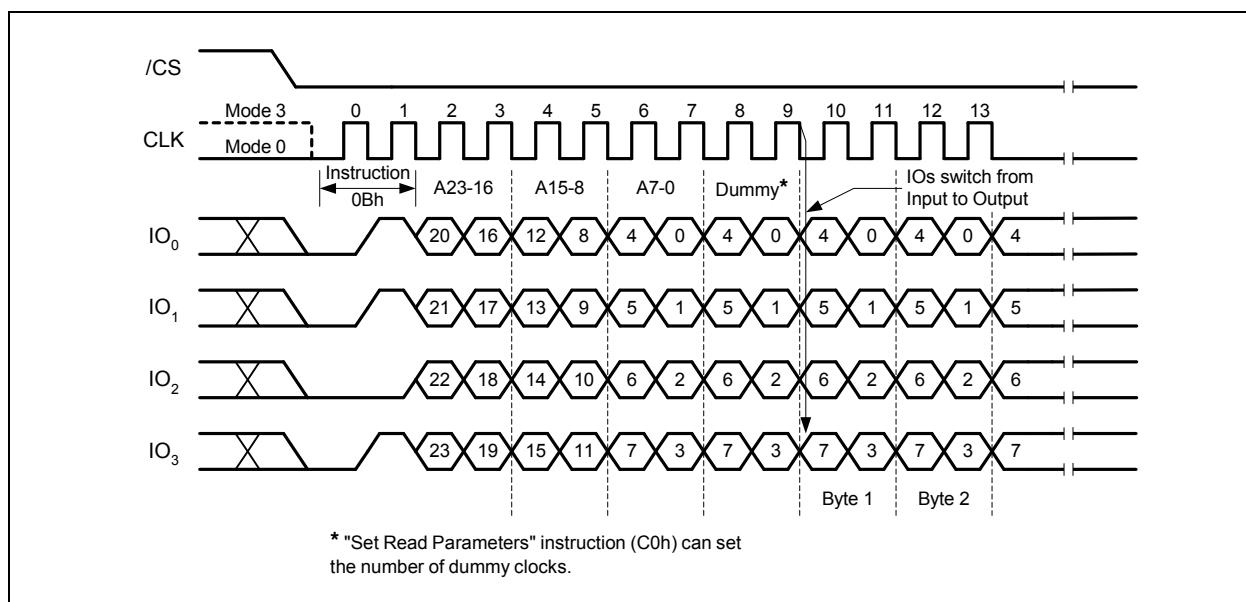 /CS
Mode 3 0 1 2 3 4 5 6 7 8 9 10 11 12 13
CLK
Mode 0
Instruction
0Bh
A23-16 A15-8 A7-0 Dummy*
IOs switch from
Input to Output
IO0 20 16 12 8 4 0 4 0 4 0 4 0 4
IO1 21 17 13 9 5 1 5 1 5 1 5 1 5
IO2 22 18 14 10 6 2 6 2 6 2 6 2 6
IO3 23 19 15 11 7 3 7 3 7 3 7 3 7
Byte 1 Byte 2
* "Set Read Parameters" instruction (C0h) can set
the number of dummy clocks.